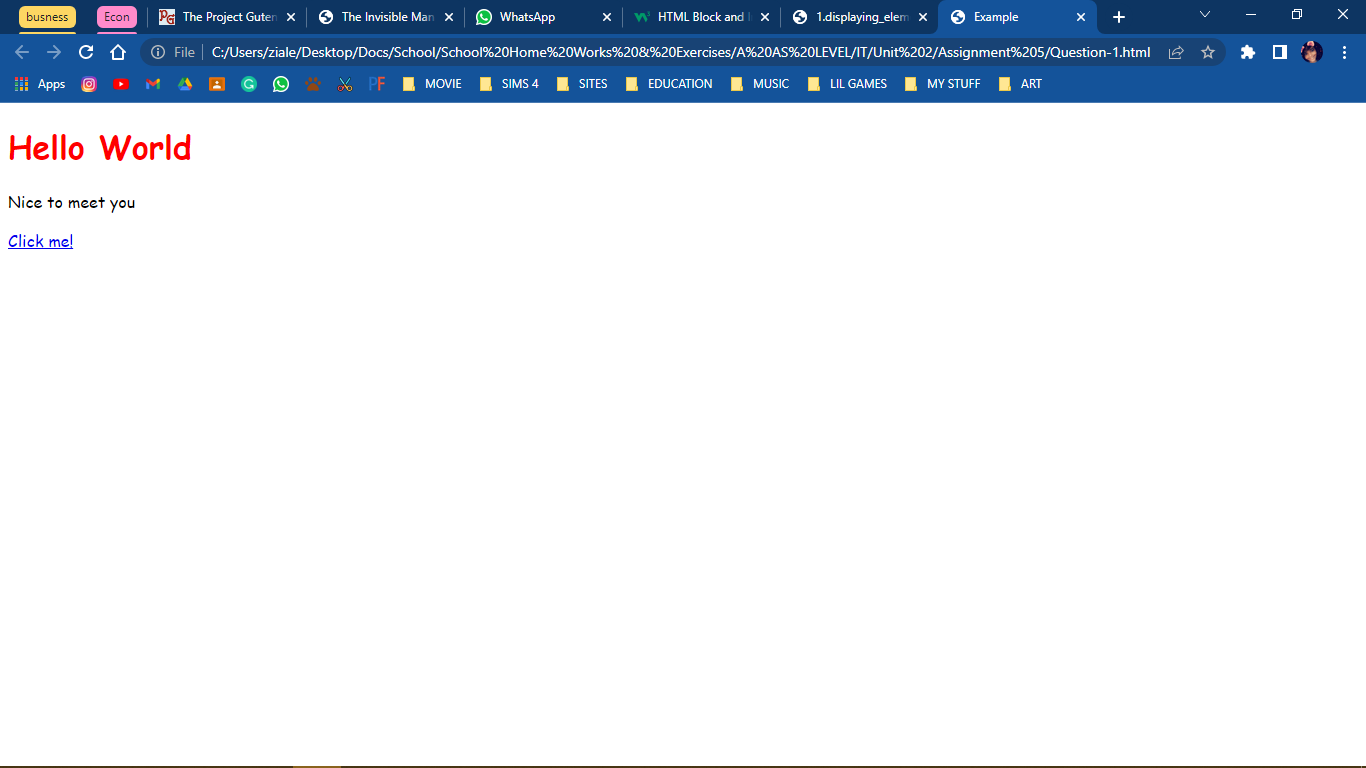 busness Econ The Project Guten The Invisible Man WhatsApp HTML Block and I 1.displaying_elem Example
File C:/Users/ziale/Desktop/Docs/School/School%20Home%20Works%20&%20Exercises/A%20AS%20LEVEL/IT/Unit%202/Assignment%205/Question-1.html
Apps PF MOVIE SIMS 4 SITES EDUCATION MUSIC LIL GAMES MY STUFF ART
Hello World
Nice to meet you
Click me!